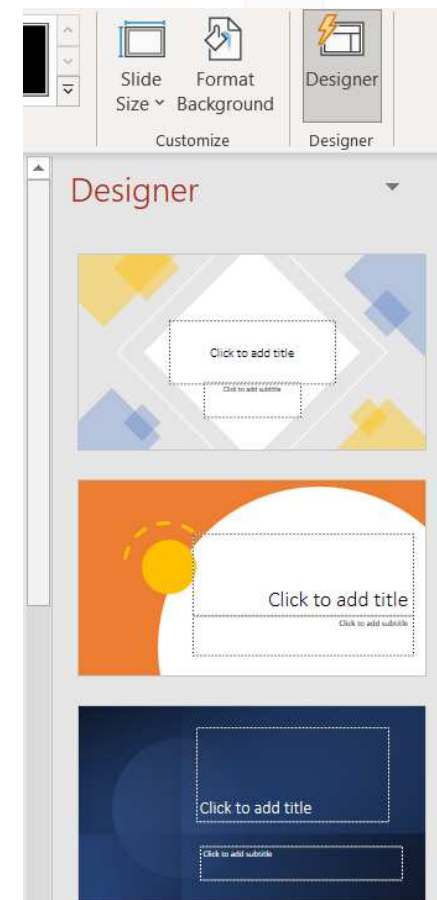 Slide
Size
Format
Background
Designer
Customize
Designer
Designer
Click to add title
Click to add subtitle
Click to add title
Click to add subtitle
Click to add title
Click to add subtitle